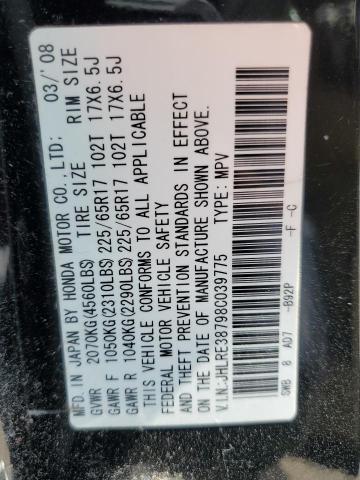 MFD. IN JAPAN BY HONDA MOTOR CO.,LTD; 03/'08
GVWR 2070KG(4560LBS) TIRE SIZE RIM SIZE
GAWR F 1050KG(2310LBS) 225/65R17 102T 17X6.5J
GAWR R 1040KG(2290LBS) 225/65R17 102T 17X6.5J
THIS VEHICLE CONFORMS TO ALL APPLICABLE
FEDERAL MOTOR VEHICLE SAFETY
AND THEFT PREVENTION STANDARDS IN EFFECT
ON THE DATE OF MANUFACTURE SHOWN ABOVE.
V.I.N:JHLRE38798C039775 TYPE: MPV
-F -C
SWB 8 AD7 -B92P